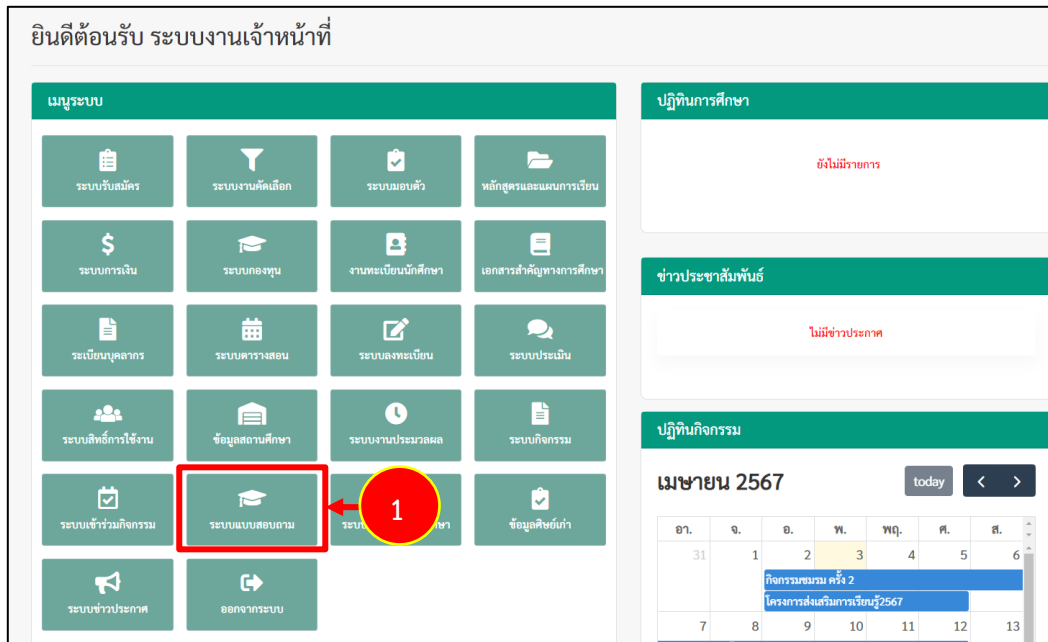 ยินดีต้อนรับ ระบบงานเจ้าหน้าที่
เมนูระบบ
ระบบรับสมัคร
ระบบงานคัดเลือก
ระบบมอบตัว
หลักสูตรและแผนการเรียน
ระบบการเงิน
ระบบกองทุน
งานทะเบียนนักศึกษา
เอกสารสำคัญทางการศึกษา
ระเบียนบุคลากร
ระบบตารางสอน
ระบบลงทะเบียน
ระบบประเมิน
ระบบสิทธิ์การใช้งาน
ข้อมูลสถานศึกษา
ระบบงานประมวลผล
ระบบกิจกรรม
ระบบเข้าร่วมกิจกรรม
ระบบแบบสอบถาม
1
ข้อมูลศิษย์เก่า
ระบบข่าวประกาศ
ออกจากระบบ
ปฏิทินการศึกษา
ยังไม่มีรายการ
ข่าวประชาสัมพันธ์
ไม่มีข่าวประกาศ
ปฏิทินกิจกรรม
เมษายน 2567 today
อา. จ. อ. พ. พฤ. ศ. ส.
31 1 2 3 4 5 6
กิจกรรมชมรม ครั้ง 2
โครงการส่งเสริมการเรียนรู้2567
7 8 9 10 11 12 13